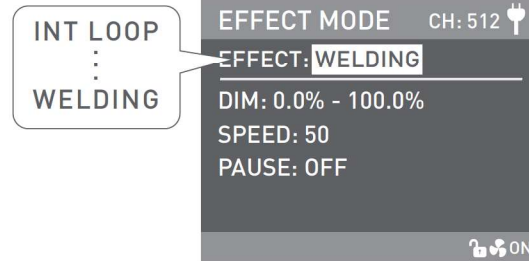 INT LOOP
:
WELDING
EFFECT MODE CH: 512
EFFECT: WELDING
DIM: 0.0% - 100.0%
SPEED: 50
PAUSE: OFF
ON